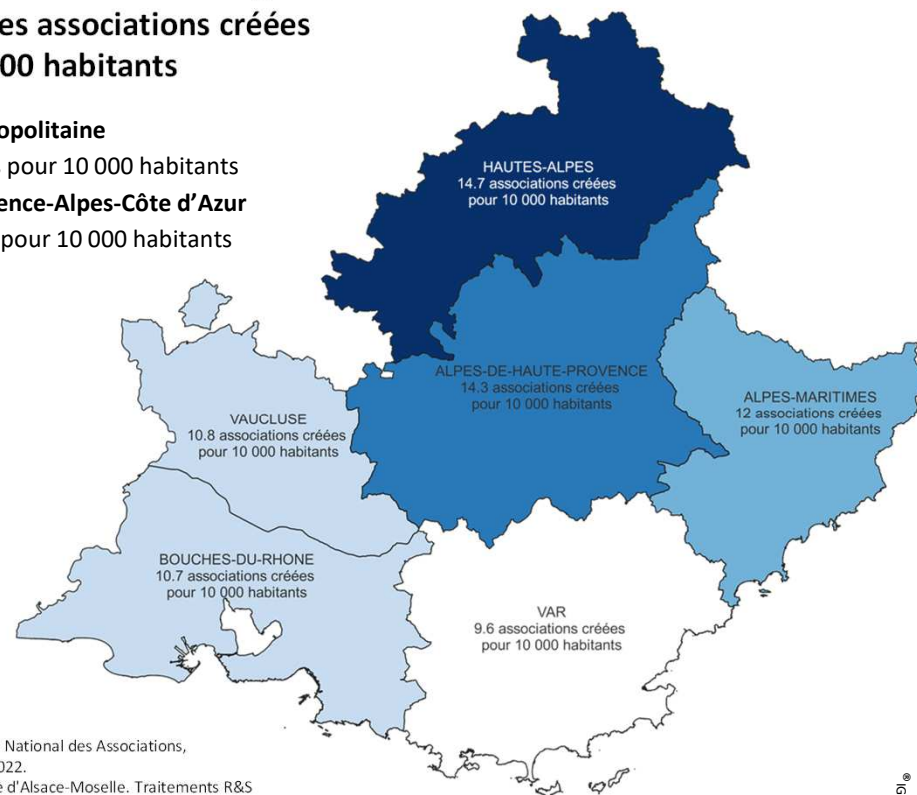 es associations créées
00 habitants
opolitaine
pour 10 000 habitants
ence-Alpes-Côte d’Azur
pour 10 000 habitants
HAUTES-ALPES
14.7 associations créées
pour 10 000 habitants
ALPES-DE-HAUTE-PROVENCE
14.3 associations créées
pour 10 000 habitants
ALPES-MARITIMES
12 associations créées
pour 10 000 habitants
VAUCLUSE
10.8 associations créées
pour 10 000 habitants
BOUCHES-DU-RHONE
10.7 associations créées
pour 10 000 habitants
VAR
9.6 associations créées
pour 10 000 habitants
National des Associations,
022.
d'Alsace-Moselle. Traitements R&S
® IG